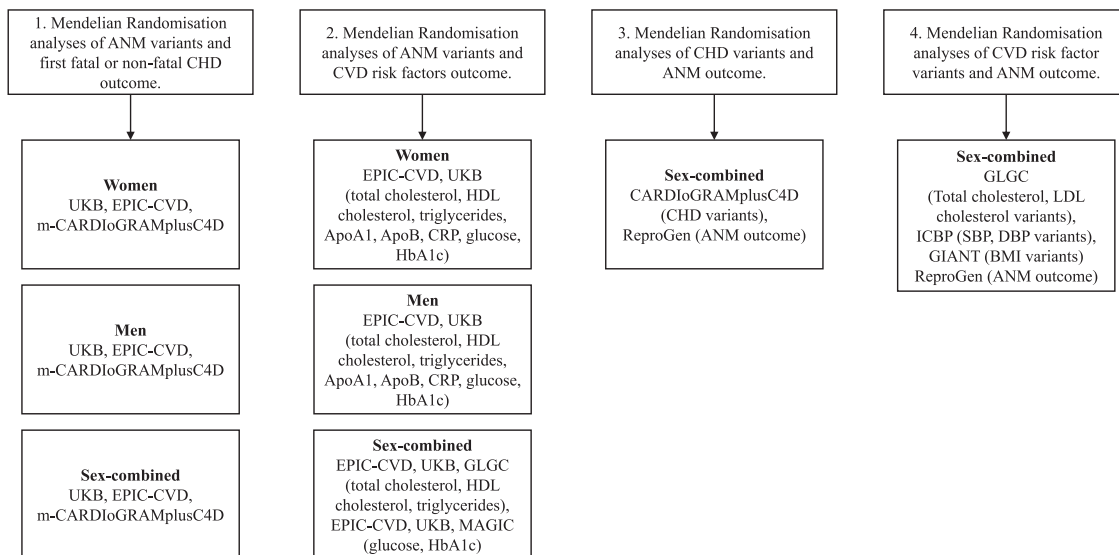 1. Mendelian Randomisation
analyses of ANM variants and
first fatal or non-fatal CHD
outcome.
Women
UKB, EPIC-CVD,
m-CARDIoGRAMplusC4D
Men
UKB, EPIC-CVD,
m-CARDIoGRAMplusC4D
Sex-combined
UKB, EPIC-CVD,
m-CARDIoGRAMplusC4D
2. Mendelian Randomisation
analyses of ANM variants and
CVD risk factors outcome.
Women
EPIC-CVD, UKB
(total cholesterol, HDL
cholesterol, triglycerides,
ApoA1, ApoB, CRP, glucose,
HbA1c)
Men
EPIC-CVD, UKB
(total cholesterol, HDL
cholesterol, triglycerides,
ApoA1, ApoB, CRP, glucose,
HbA1c)
Sex-combined
EPIC-CVD, UKB, GLGC
(total cholesterol, HDL
cholesterol, triglycerides),
EPIC-CVD, UKB, MAGIC
(glucose, HbA1c)
3. Mendelian Randomisation
analyses of CHD variants and
ANM outcome.
Sex-combined
CARDIoGRAMplusC4D
(CHD variants),
ReproGen (ANM outcome)
4. Mendelian Randomisation
analyses of CVD risk factor
variants and ANM outcome.
Sex-combined
GLGC
(Total cholesterol, LDL
cholesterol variants),
ICBP (SBP, DBP variants),
GIANT (BMI variants)
ReproGen (ANM outcome)